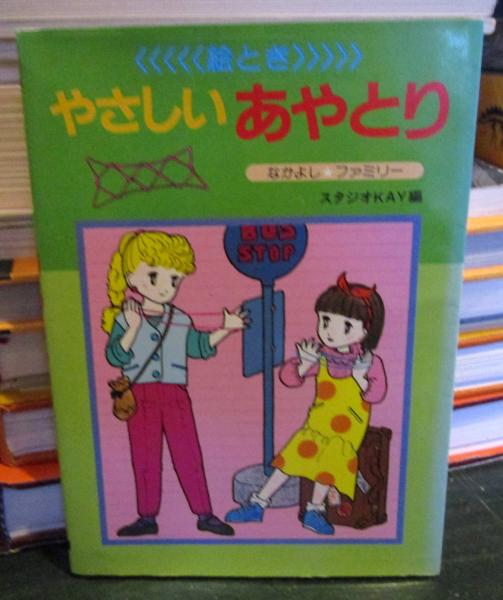 <<<<<絵とき>>>>>
やさしいあやとり
なかよし★ファミリー
スタジオKAY編
BUS
STOP